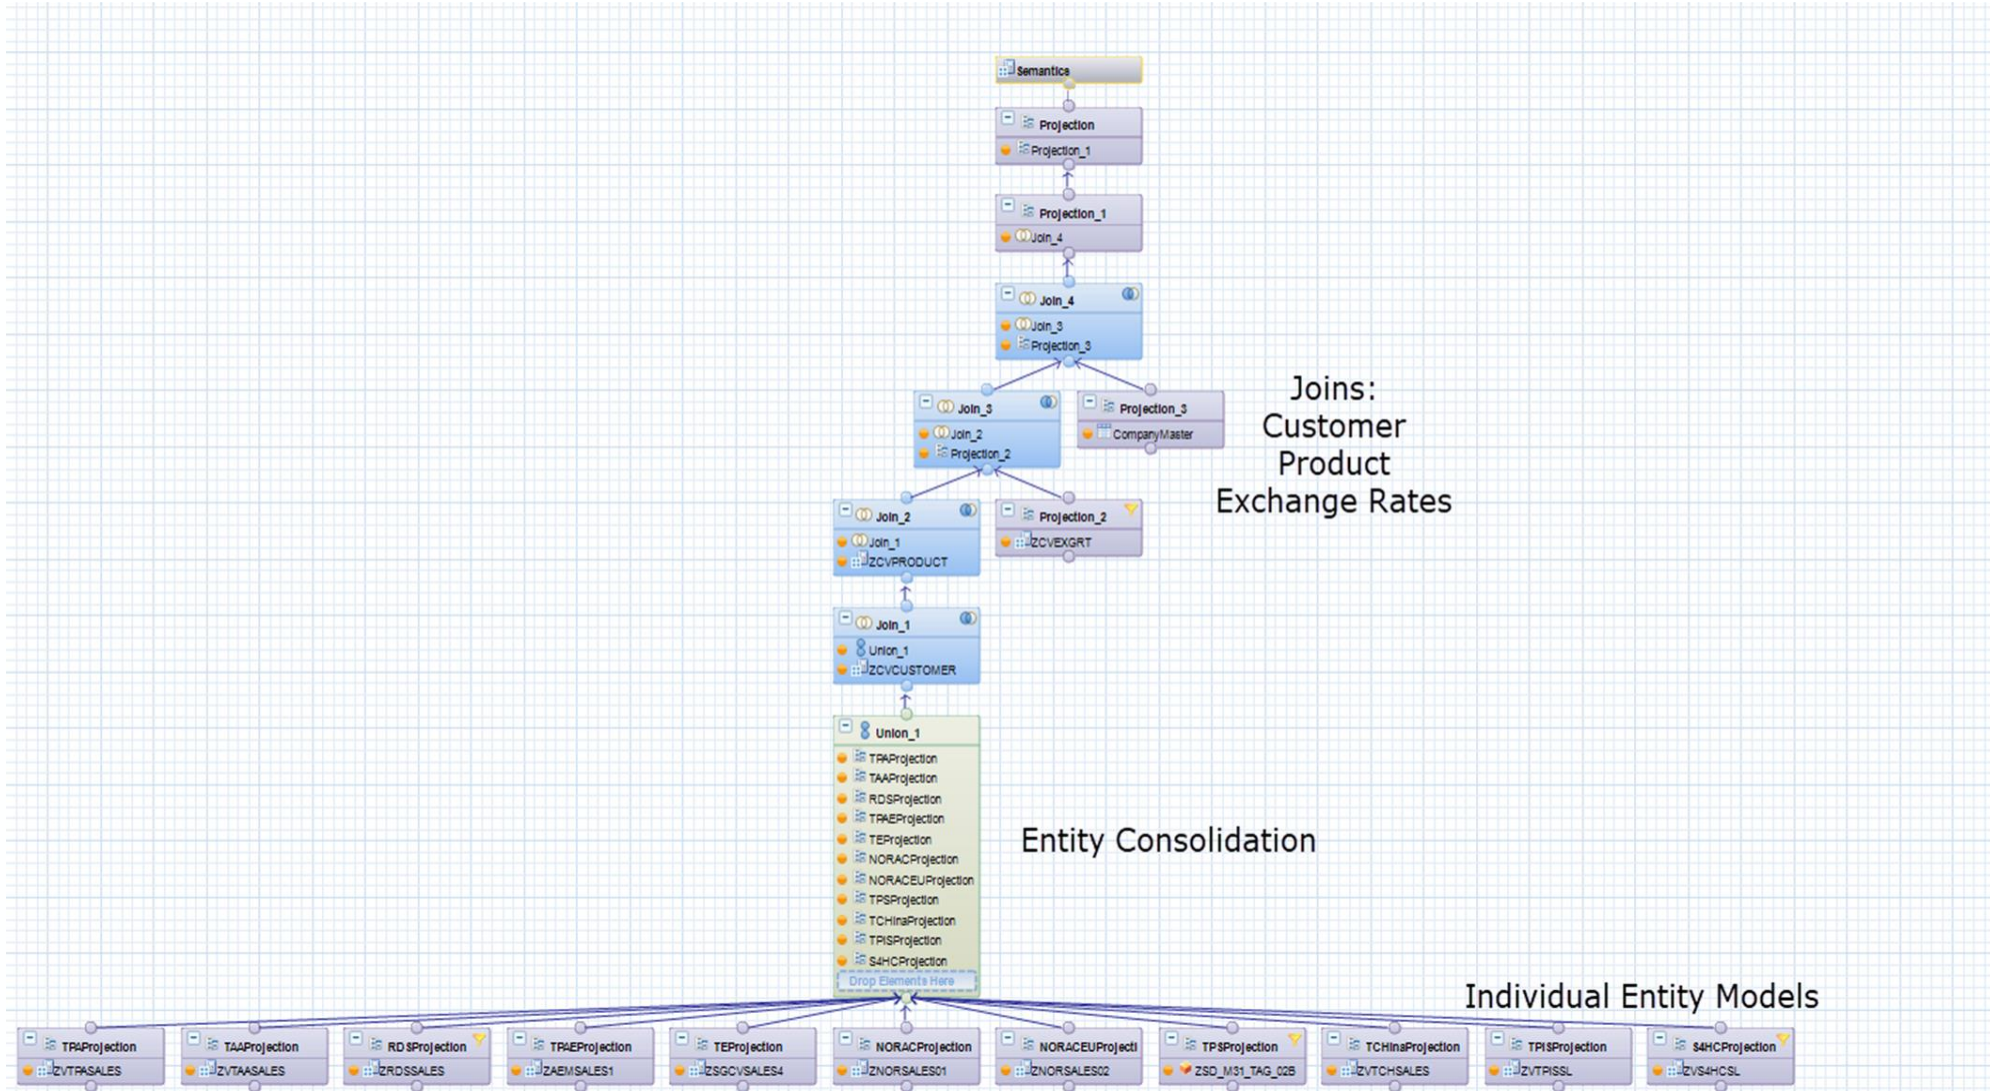 Semantics
Projection
Projection_1
Projection_1
Join_4
Join_4
Join_3
Projection_3
Join_3
Join_2
Projection_2
Projection_3
CompanyMaster
Joins:
Customer
Product
Exchange Rates
Join_2
Join_1
ZCVPRODUCT
Projection_2
ZCVEXGRT
Join_1
Union_1
ZCVCUSTOMER
Union_1
TPAProjection
TAAProjection
RDSProjection
TPAEProjection
TEProjection
NORACProjection
NORACEUProjection
TPSProjection
TCHinaProjection
TPISProjection
S4HCProjection
Drop Elements Here
Entity Consolidation
Individual Entity Models
TPAProjection
ZVTPASALES
TAAProjection
ZVTAASALES
RDSProjection
ZRDSSALES
TPAEProjection
ZAEMSALES1
TEProjection
ZSGCVSALES4
NORACProjection
ZNORSALES01
NORACEUProjecti
ZNORSALES02
TPSProjection
ZSD_M31_TAG_02B
TCHinaProjection
ZVTCHSALES
TPISProjection
ZVTPISSL
S4HCProjection
ZVS4HCSL